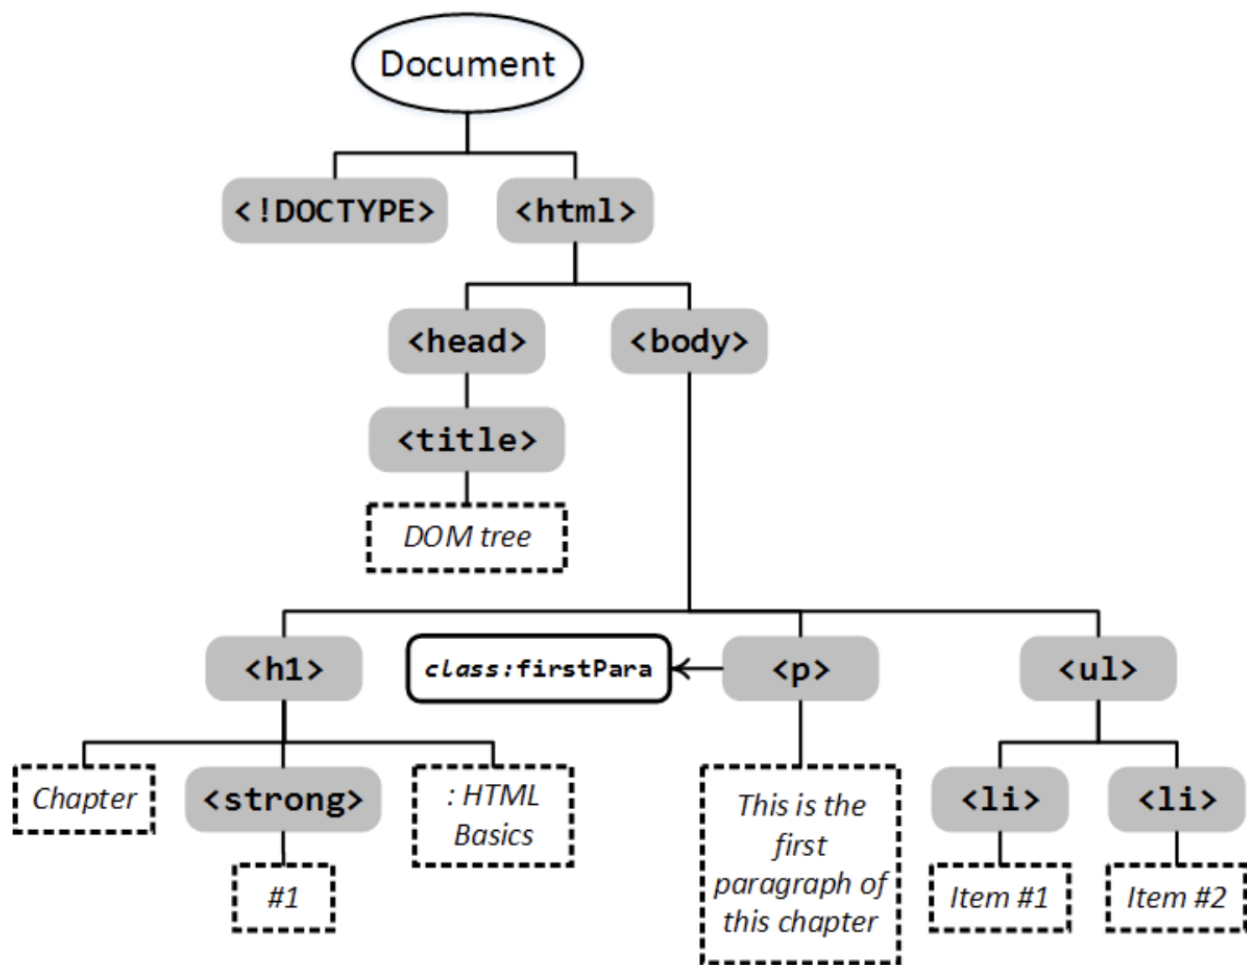 Document
<!DOCTYPE>
<html>
<head>
<body>
<title>
DOM tree
<h1>
class:firstPara
<p>
<ul>
Chapter
<strong>
: HTML
Basics
This is the
first
paragraph of
this chapter
<li>
<li>
#1
Item #1
Item #2